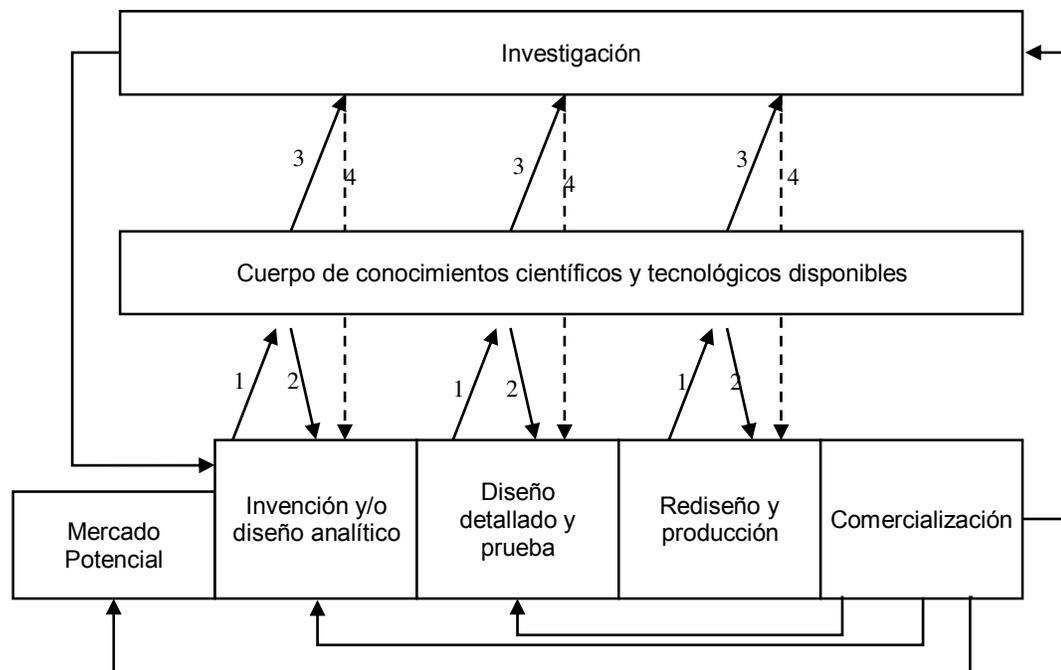 Investigación
3
4
3
4
3
4
Cuerpo de conocimientos científicos y tecnológicos disponibles
1
2
1
2
1
2
Mercado
Potencial
Invención y/o
diseño analítico
Diseño
detallado y
prueba
Rediseño y
producción
Comercialización